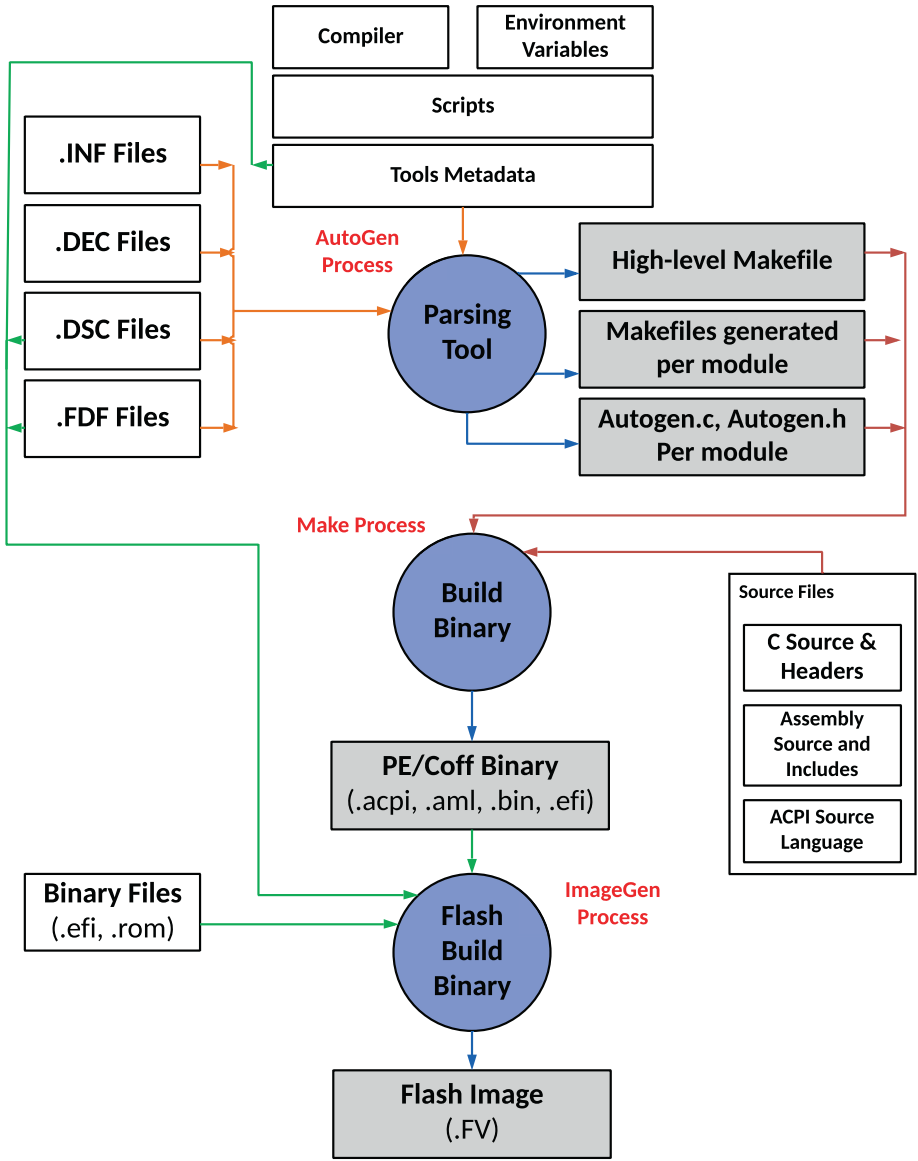 Compiler
Environment
Variables
Scripts
Tools Metadata
.INF Files
.DEC Files
.DSC Files
.FDF Files
AutoGen
Process
Parsing
Tool
High-level Makefile
Makefiles generated
per module
Autogen.c, Autogen.h
Per module
Make Process
Build
Binary
Source Files
C Source &
Headers
Assembly
Source and
Includes
ACPI Source
Language
PE/Coff Binary
(.acpi, .aml, .bin, .efi)
Binary Files
(.efi, .rom)
ImageGen
Process
Flash
Build
Binary
Flash Image
(.FV)